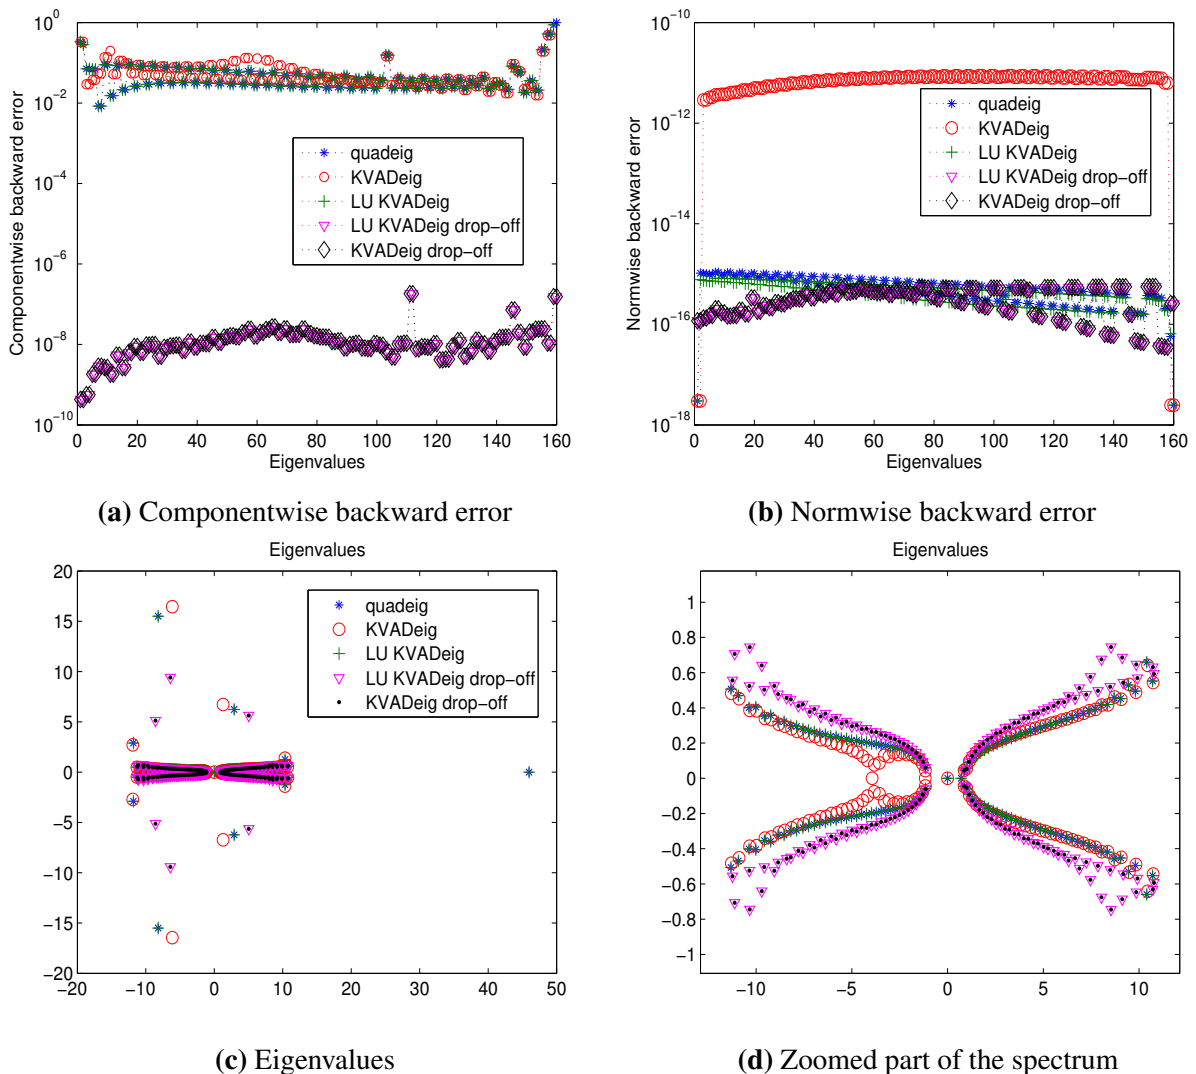 10^0
10^−2
10^−4
10^−6
10^−8
10^−10
Componentwise backward error
quadeig
KVADeig
LU KVADeig
LU KVADeig drop−off
KVADeig drop−off
0 20 40 60 80 100 120 140 160
Eigenvalues
(a) Componentwise backward error
10^−10
10^−12
10^−14
10^−16
10^−18
Normwise backward error
quadeig
KVADeig
LU KVADeig
LU KVADeig drop−off
KVADeig drop−off
0 20 40 60 80 100 120 140 160
Eigenvalues
(b) Normwise backward error
Eigenvalues
20
15
10
5
0
−5
−10
−15
−20
quadeig
KVADeig
LU KVADeig
LU KVADeig drop−off
KVADeig drop−off
−20 −10 0 10 20 30 40 50
(c) Eigenvalues
Eigenvalues
1
0.8
0.6
0.4
0.2
0
−0.2
−0.4
−0.6
−0.8
−1
−10 −5 0 5 10
(d) Zoomed part of the spectrum